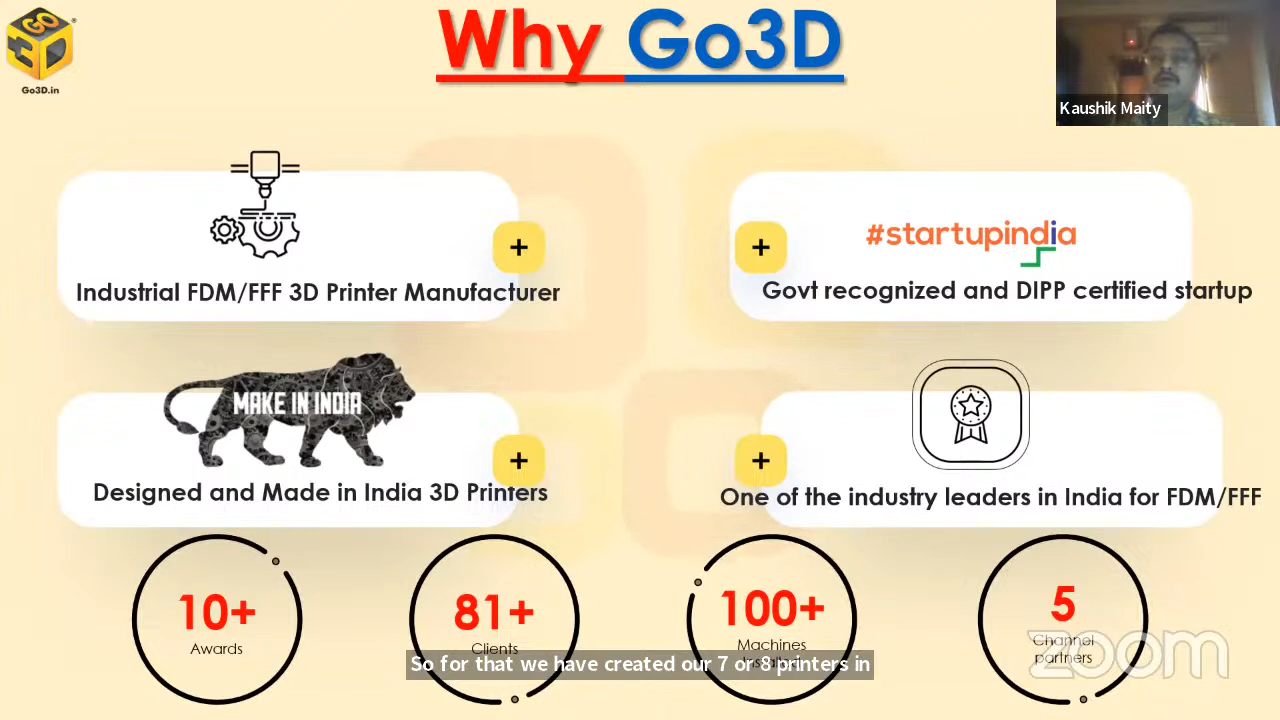 GO
3D
Go3D.in
Why Go3D
Kaushik Maity
#startupindia
Industrial FDM/FFF 3D Printer Manufacturer
Govt recognized and DIPP certified startup
MAKE IN INDIA
Designed and Made in India 3D Printers
One of the industry leaders in India for FDM/FFF
10+
Awards
81+
Clients
100+
Machines
5
Channel
partners
So for that we have created our 7 or 8 printers in
zoom